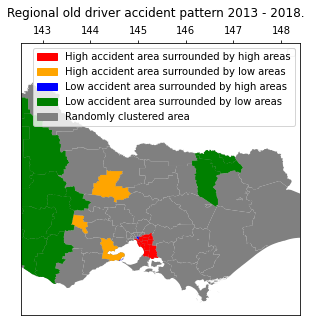 Regional old driver accident pattern 2013 - 2018.
143 144 145 146 147 148
High accident area surrounded by high areas
High accident area surrounded by low areas
Low accident area surrounded by high areas
Low accident area surrounded by low areas
Randomly clustered area